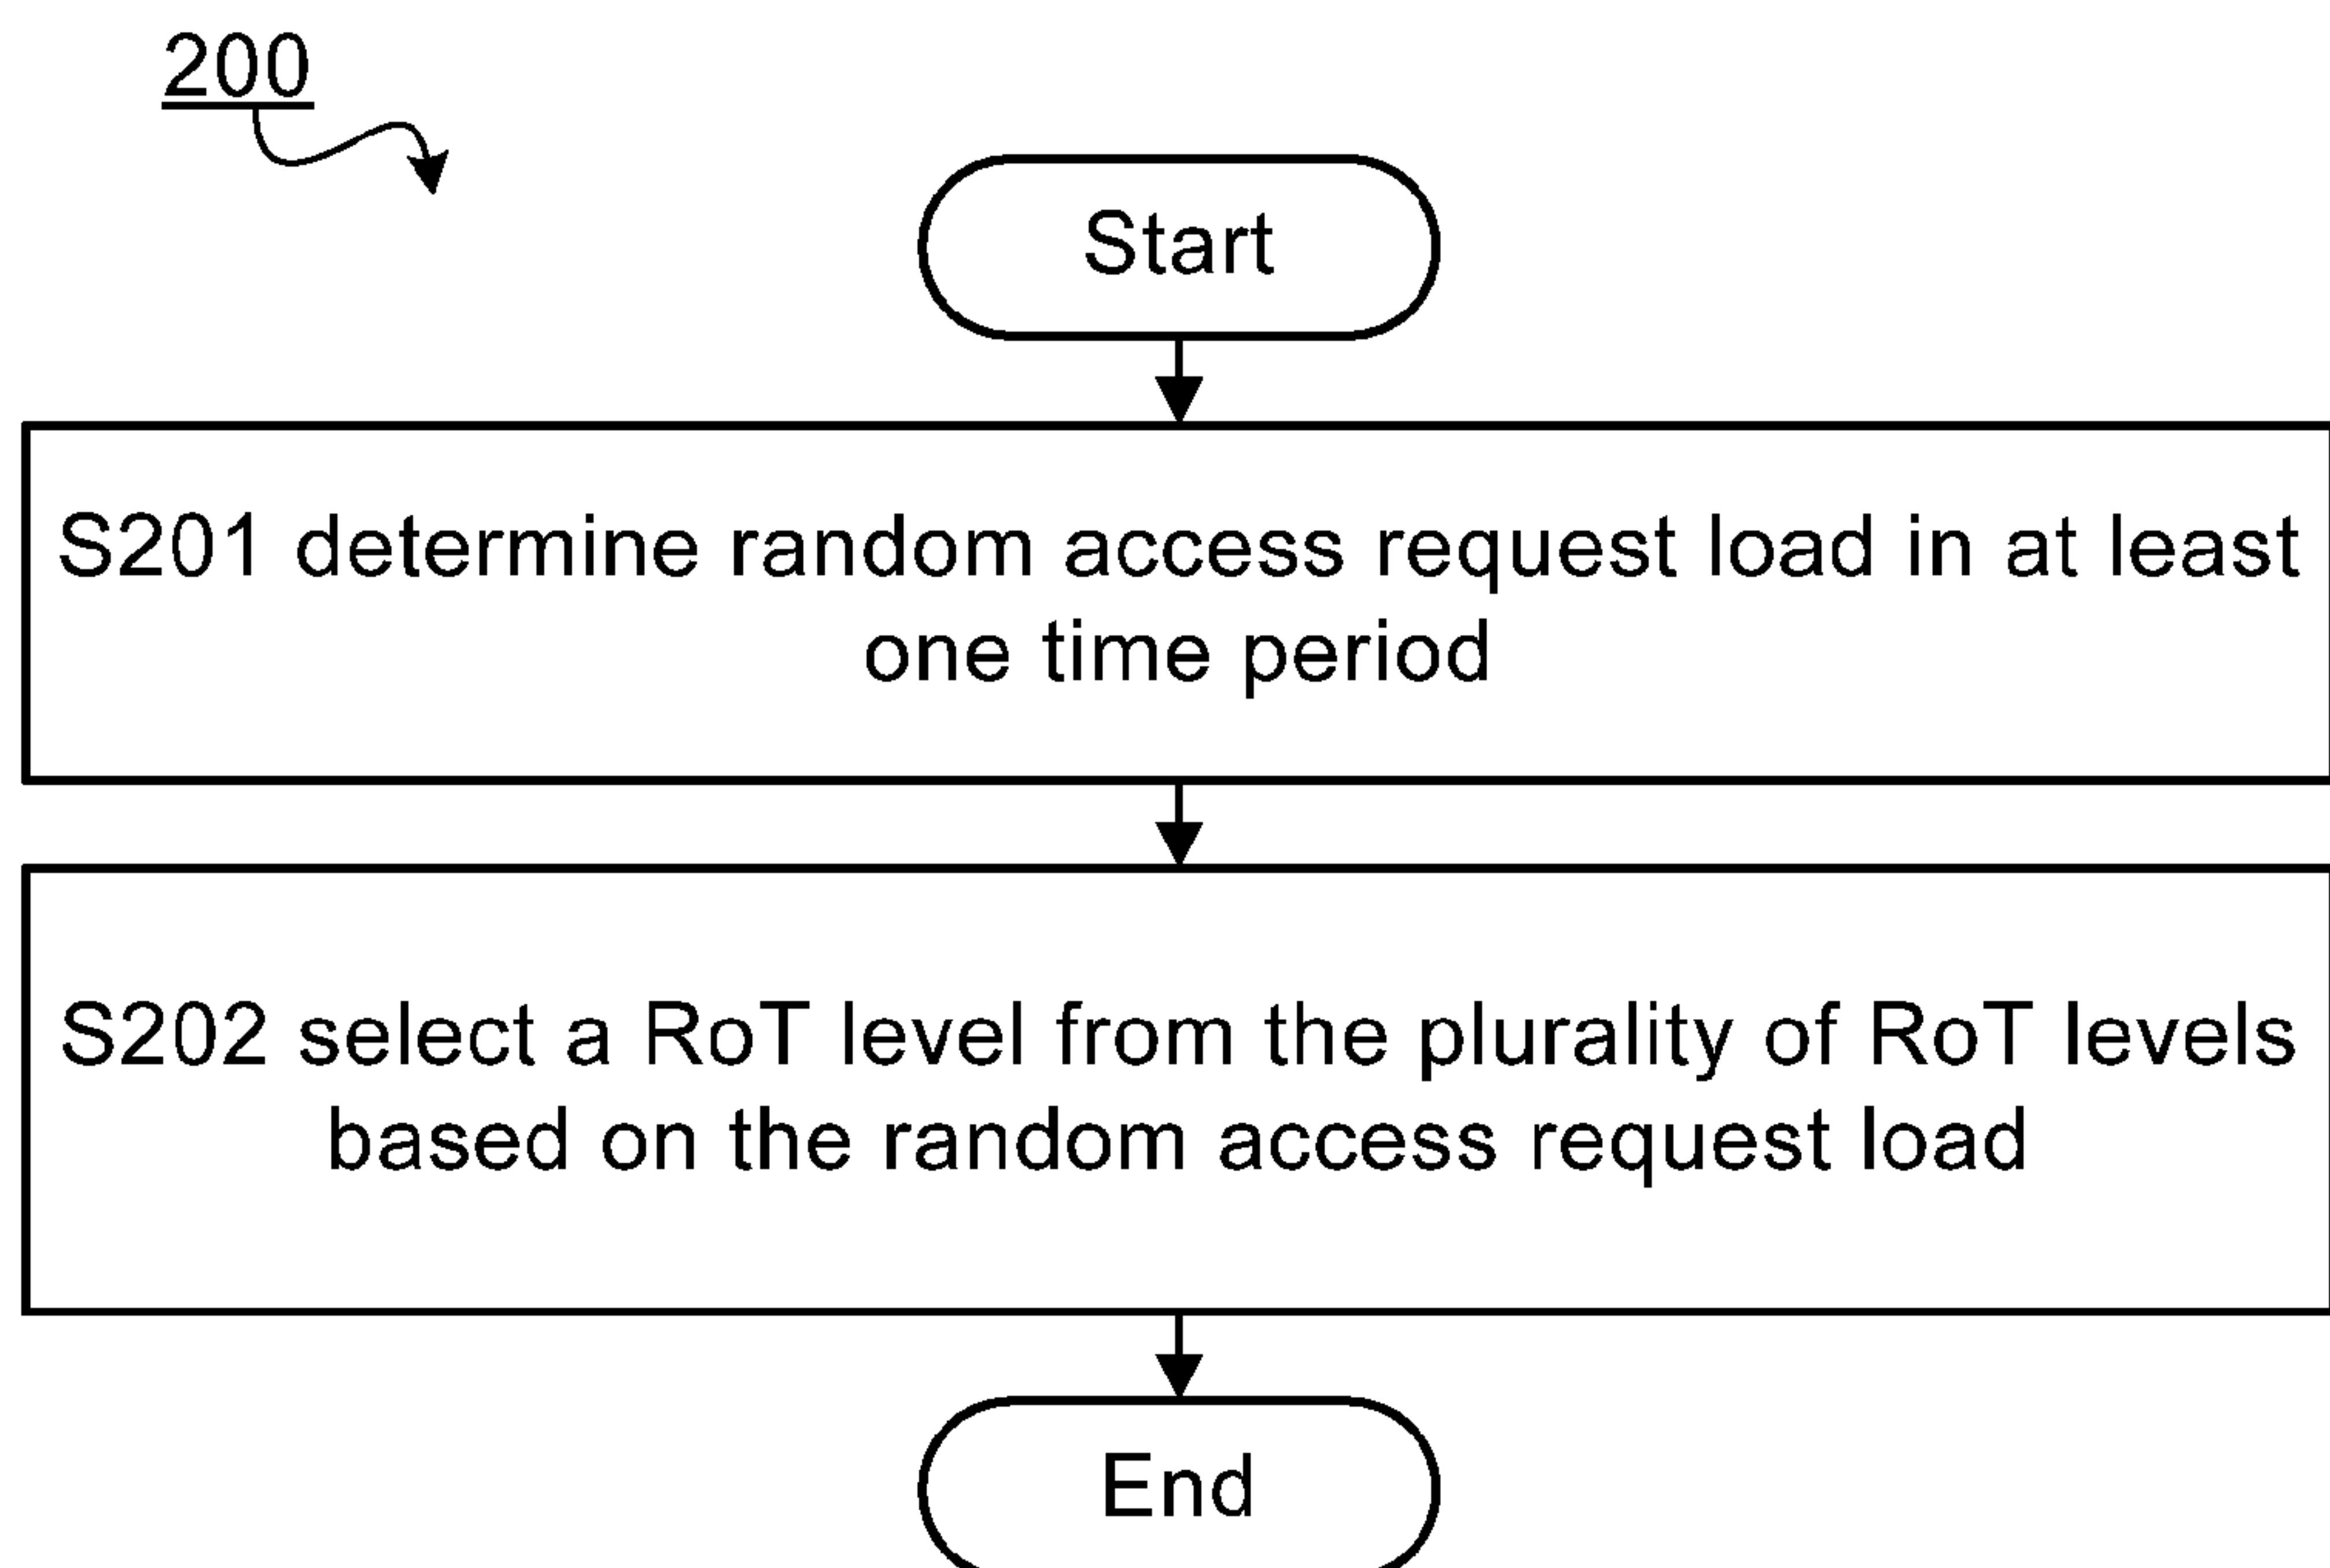 200
Start
S201 determine random access request load in at least
one time period
S202 select a RoT level from the plurality of RoT levels
based on the random access request load
End